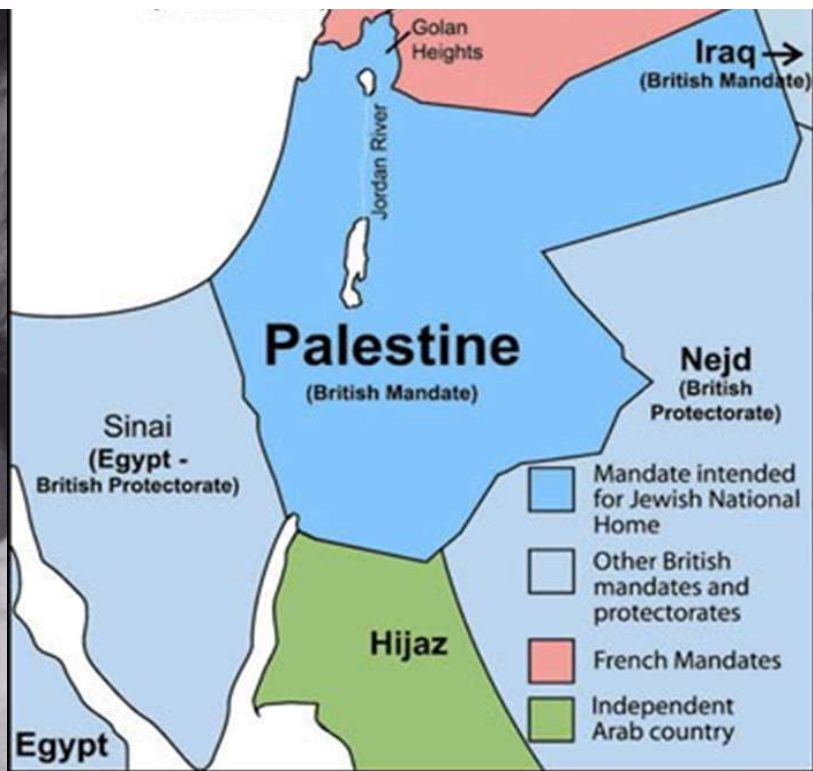 Golan
Heights
Iraq
(British Mandate)
Jordan River
Palestine
(British Mandate)
Nejd
(British
Protectorate)
Sinai
(Egypt -
British Protectorate)
Mandate intended
for Jewish National
Home
Other British
mandates and
protectorates
Hijaz
French Mandates
Independent
Arab country
Egypt